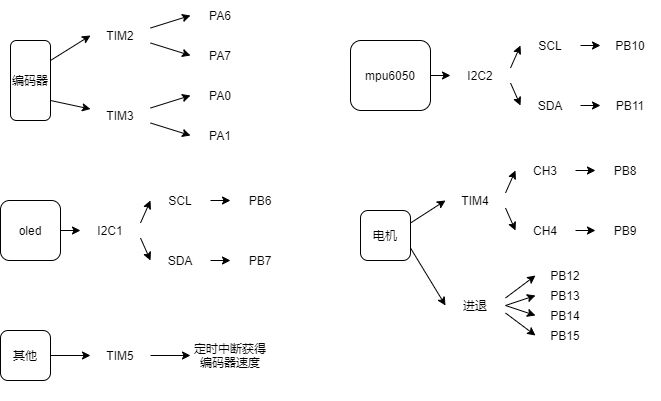 编码器
TIM2
PA6
PA7
TIM3
PA0
PA1
mpu6050
I2C2
SCL
PB10
SDA
PB11
oled
I2C1
SCL
PB6
SDA
PB7
电机
TIM4
CH3
PB8
CH4
PB9
进退
PB12
PB13
PB14
PB15
其他
TIM5
定时中断获得
编码器速度